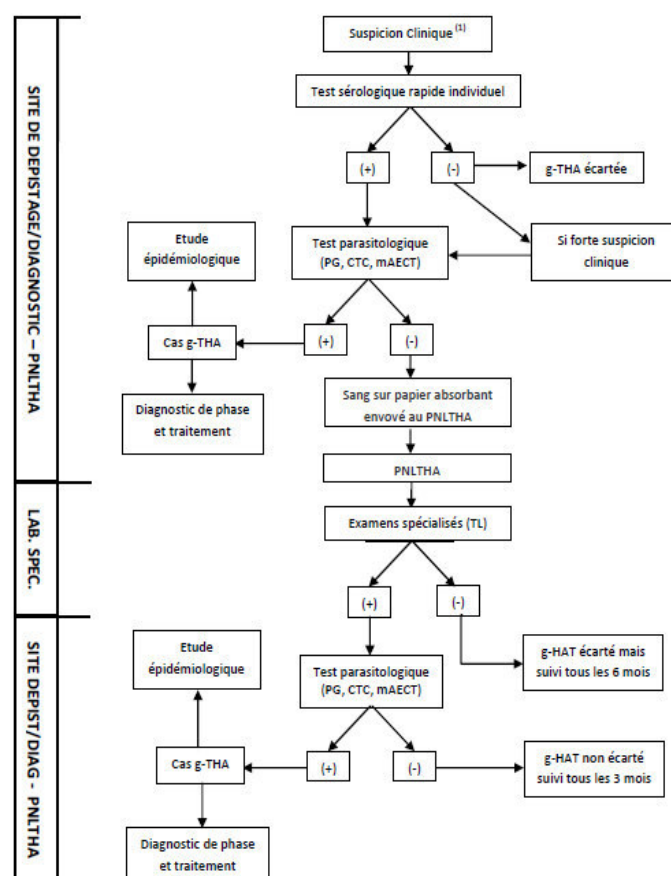 SITE DE DEPISTAGE/DIAGNOSTIC – PNLTHA
Suspicion Clinique (1)
Test sérologique rapide individuel
(+)
(-)
g-THA écartée
Etude
épidémiologique
Test parasitologique
(PG, CTC, mAECT)
Si forte suspicion
clinique
Cas g-THA
(+)
(-)
Diagnostic de phase
et traitement
Sang sur papier absorbant
envoyé au PNLTHA
PNLTHA
LAB. SPEC.
Examens spécialisés (TL)
(+)
(-)
SITE DEPIST/DIAG - PNLTHA
Etude
épidémiologique
Test parasitologique
(PG, CTC, mAECT)
g-HAT écarté mais
suivi tous les 6 mois
Cas g-THA
(+)
(-)
g-HAT non écarté
suivi tous les 3 mois
Diagnostic de phase
et traitement